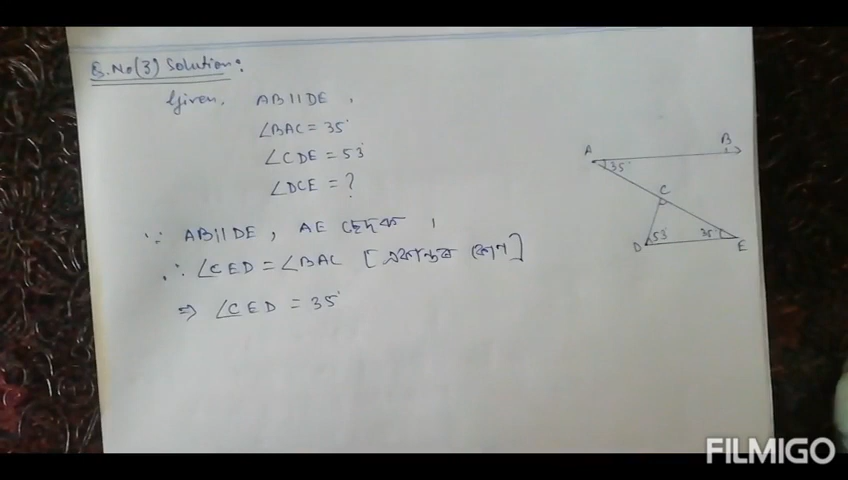 Q.No(3) Solution:
Given, AB||DE,
∠BAC = 35°
∠CDE = 53°
∠DCE = ?
∵ AB||DE, AE ছেদক ।
∴ ∠CED = ∠BAC [একান্তৰ কোণ]
⇒ ∠CED = 35°
A B
35°
C
D 53° 35° E
FILMIGO